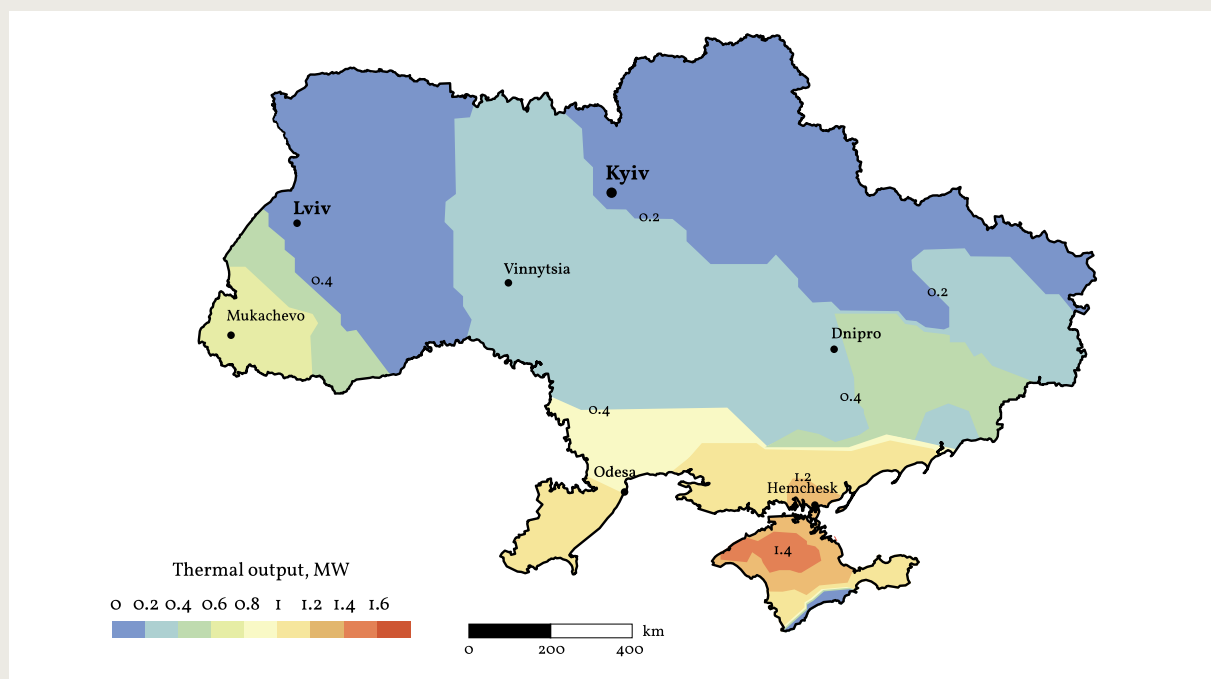 Kyiv
Lviv
0.2
Vinnytsia
0.4
0.2
Mukachevo
Dnipro
0.4
0.4
Odesa
1.2
Hemchesk
1.4
Thermal output, MW
0 0.2 0.4 0.6 0.8 1 1.2 1.4 1.6
km
0 200 400